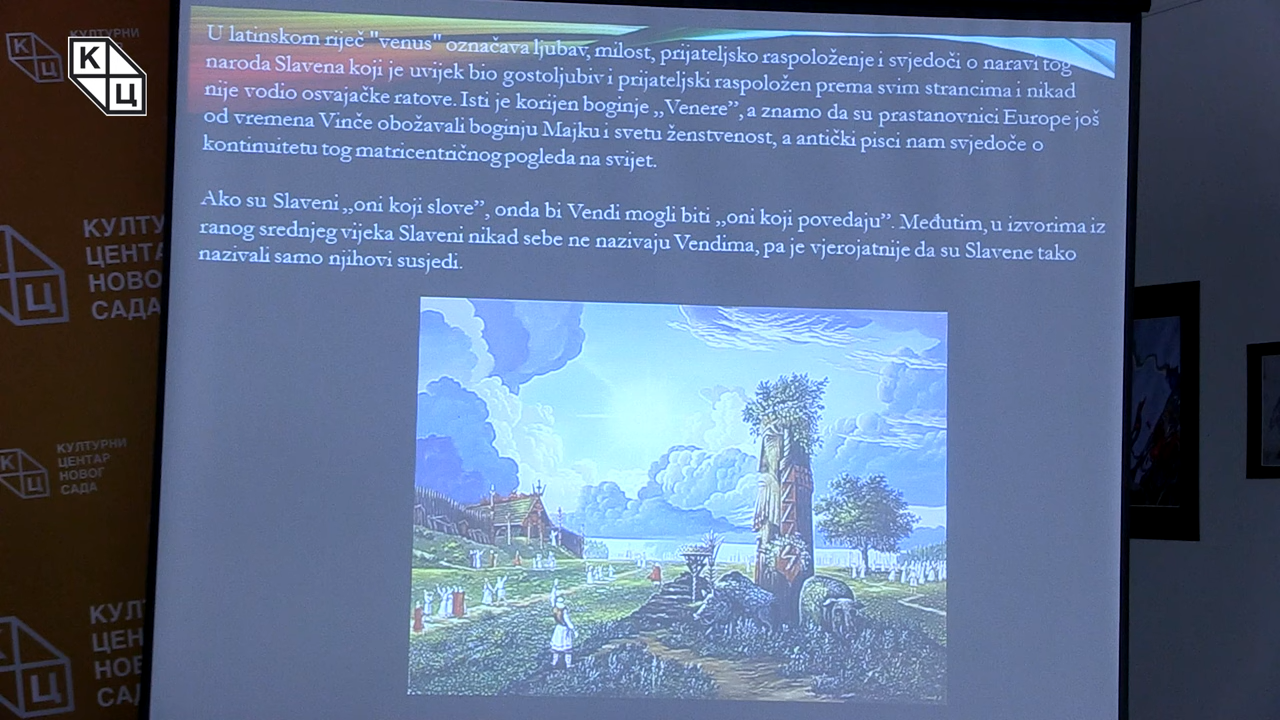 КУЛТУРНИ
К
Ц
U latinskom riječ "venus" označava ljubav, milost, prijateljsko raspoloženje i svjedoči o naravi tog
naroda Slavena koji je uvijek bio gostoljubiv i prijateljski raspoložen prema svim strancima i nikad
nije vodio osvajačke ratove. Isti je korijen boginje „Venere”, a znamo da su prastanovnici Europe još
od vremena Vinče obožavali boginju Majku i svetu ženstvenost, a antički pisci nam svjedoče o
kontinuitetu tog matricentričnog pogleda na svijet.
Ako su Slaveni „oni koji slove”, onda bi Vendi mogli biti „oni koji povedaju”. Međutim, u izvorima iz
ranog srednjeg vijeka Slaveni nikad sebe ne nazivaju Vendima, pa je vjerojatnije da su Slavene tako
nazivali samo njihovi susjedi.
КУЛТУ
ЦЕНТА
НОВО
САДА
Ц
КУЛТУРНИ
ЦЕНТАР
НОВОГ
САДА
К
Ц
КУЛ
ЦЕН
НОВ
САД
Ц